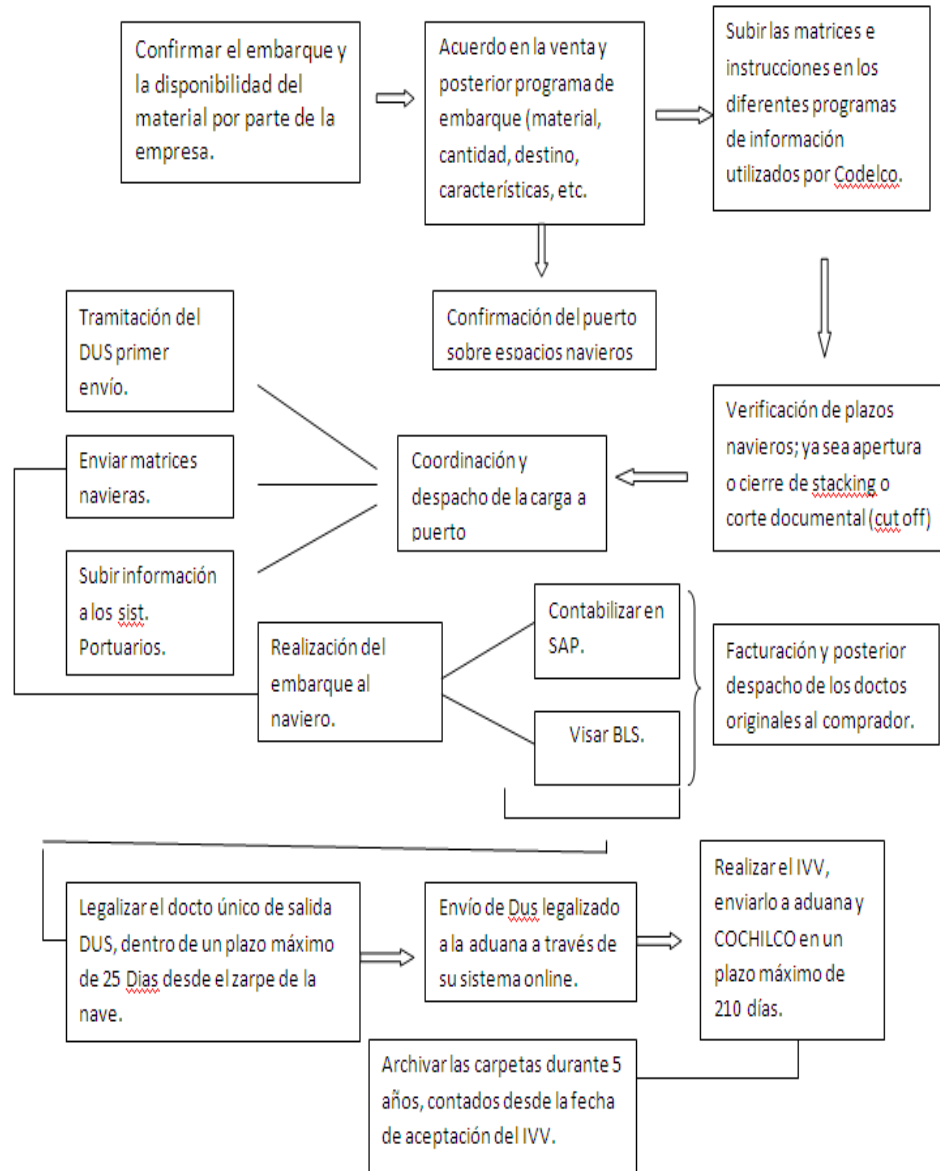 Confirmar el embarque y
la disponibilidad del
material por parte de la
empresa.
Acuerdo en la venta y
posterior programa de
embarque (material,
cantidad, destino,
características, etc.
Subir las matrices e
instrucciones en los
diferentes programas
de información
utilizados por Codelco.
Confirmación del puerto
sobre espacios navieros
Tramitación del
DUS primer
envío.
Enviar matrices
navieras.
Subir información
a los sist.
Portuarios.
Coordinación y
despacho de la carga a
puerto
Verificación de plazos
navieros; ya sea apertura
o cierre de stacking o
corte documental (cut off)
Realización del
embarque al
naviero.
Contabilizar en
SAP.
Visar BLS.
Facturación y posterior
despacho de los doctos
originales al comprador.
Legalizar el docto único de salida
DUS, dentro de un plazo máximo
de 25 Dias desde el zarpe de la
nave.
Envío de Dus legalizado
a la aduana a través de
su sistema online.
Realizar el IVV,
enviarlo a aduana y
COCHILCO en un
plazo máximo de
210 días.
Archivar las carpetas durante 5
años, contados desde la fecha
de aceptación del IVV.